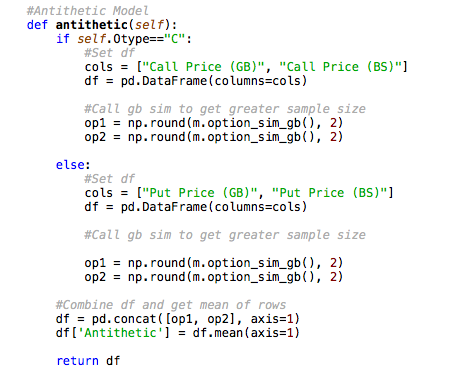 #Antithetic Model
def antithetic(self):
    if self.Otype=="C":
        #Set df
        cols = ["Call Price (GB)", "Call Price (BS)"]
        df = pd.DataFrame(columns=cols)

        #Call gb sim to get greater sample size
        op1 = np.round(m.option_sim_gb(), 2)
        op2 = np.round(m.option_sim_gb(), 2)

    else:
        #Set df
        cols = ["Put Price (GB)", "Put Price (BS)"]
        df = pd.DataFrame(columns=cols)

        #Call gb sim to get greater sample size

        op1 = np.round(m.option_sim_gb(), 2)
        op2 = np.round(m.option_sim_gb(), 2)

    #Combine df and get mean of rows
    df = pd.concat([op1, op2], axis=1)
    df['Antithetic'] = df.mean(axis=1)

    return df